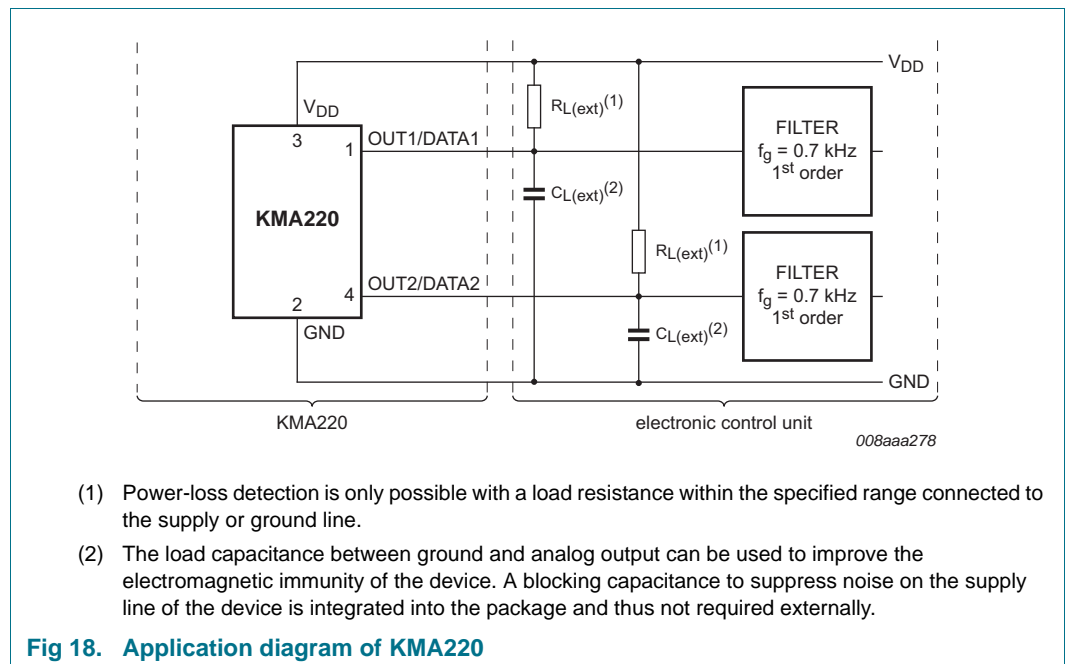 VDD
VDD
RL(ext)(1)
3
1
OUT1/DATA1
FILTER
fg = 0.7 kHz
1st order
CL(ext)(2)
KMA220
RL(ext)(1)
OUT2/DATA2
4
2
FILTER
fg = 0.7 kHz
1st order
GND
CL(ext)(2)
GND
KMA220
electronic control unit
008aaa278
(1) Power-loss detection is only possible with a load resistance within the specified range connected to
the supply or ground line.
(2) The load capacitance between ground and analog output can be used to improve the
electromagnetic immunity of the device. A blocking capacitance to suppress noise on the supply
line of the device is integrated into the package and thus not required externally.
Fig 18. Application diagram of KMA220